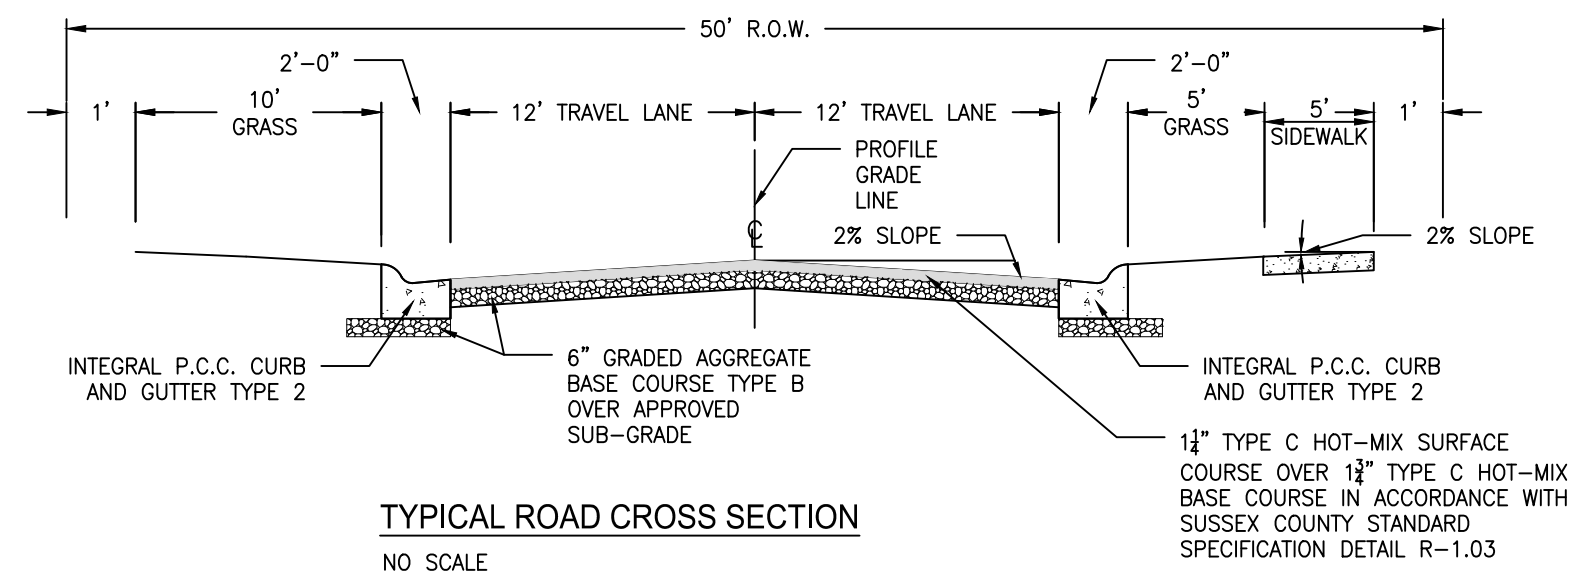 50' R.O.W.
2'-0"
2'-0"
1'
10'
GRASS
12' TRAVEL LANE
12' TRAVEL LANE
5'
GRASS
5'
SIDEWALK
1'
PROFILE
GRADE
LINE
℄
2% SLOPE
2% SLOPE
INTEGRAL P.C.C. CURB
AND GUTTER TYPE 2
6" GRADED AGGREGATE
BASE COURSE TYPE B
OVER APPROVED
SUB-GRADE
INTEGRAL P.C.C. CURB
AND GUTTER TYPE 2
1¼" TYPE C HOT-MIX SURFACE
COURSE OVER 1¾" TYPE C HOT-MIX
BASE COURSE IN ACCORDANCE WITH
SUSSEX COUNTY STANDARD
SPECIFICATION DETAIL R-1.03
TYPICAL ROAD CROSS SECTION
NO SCALE